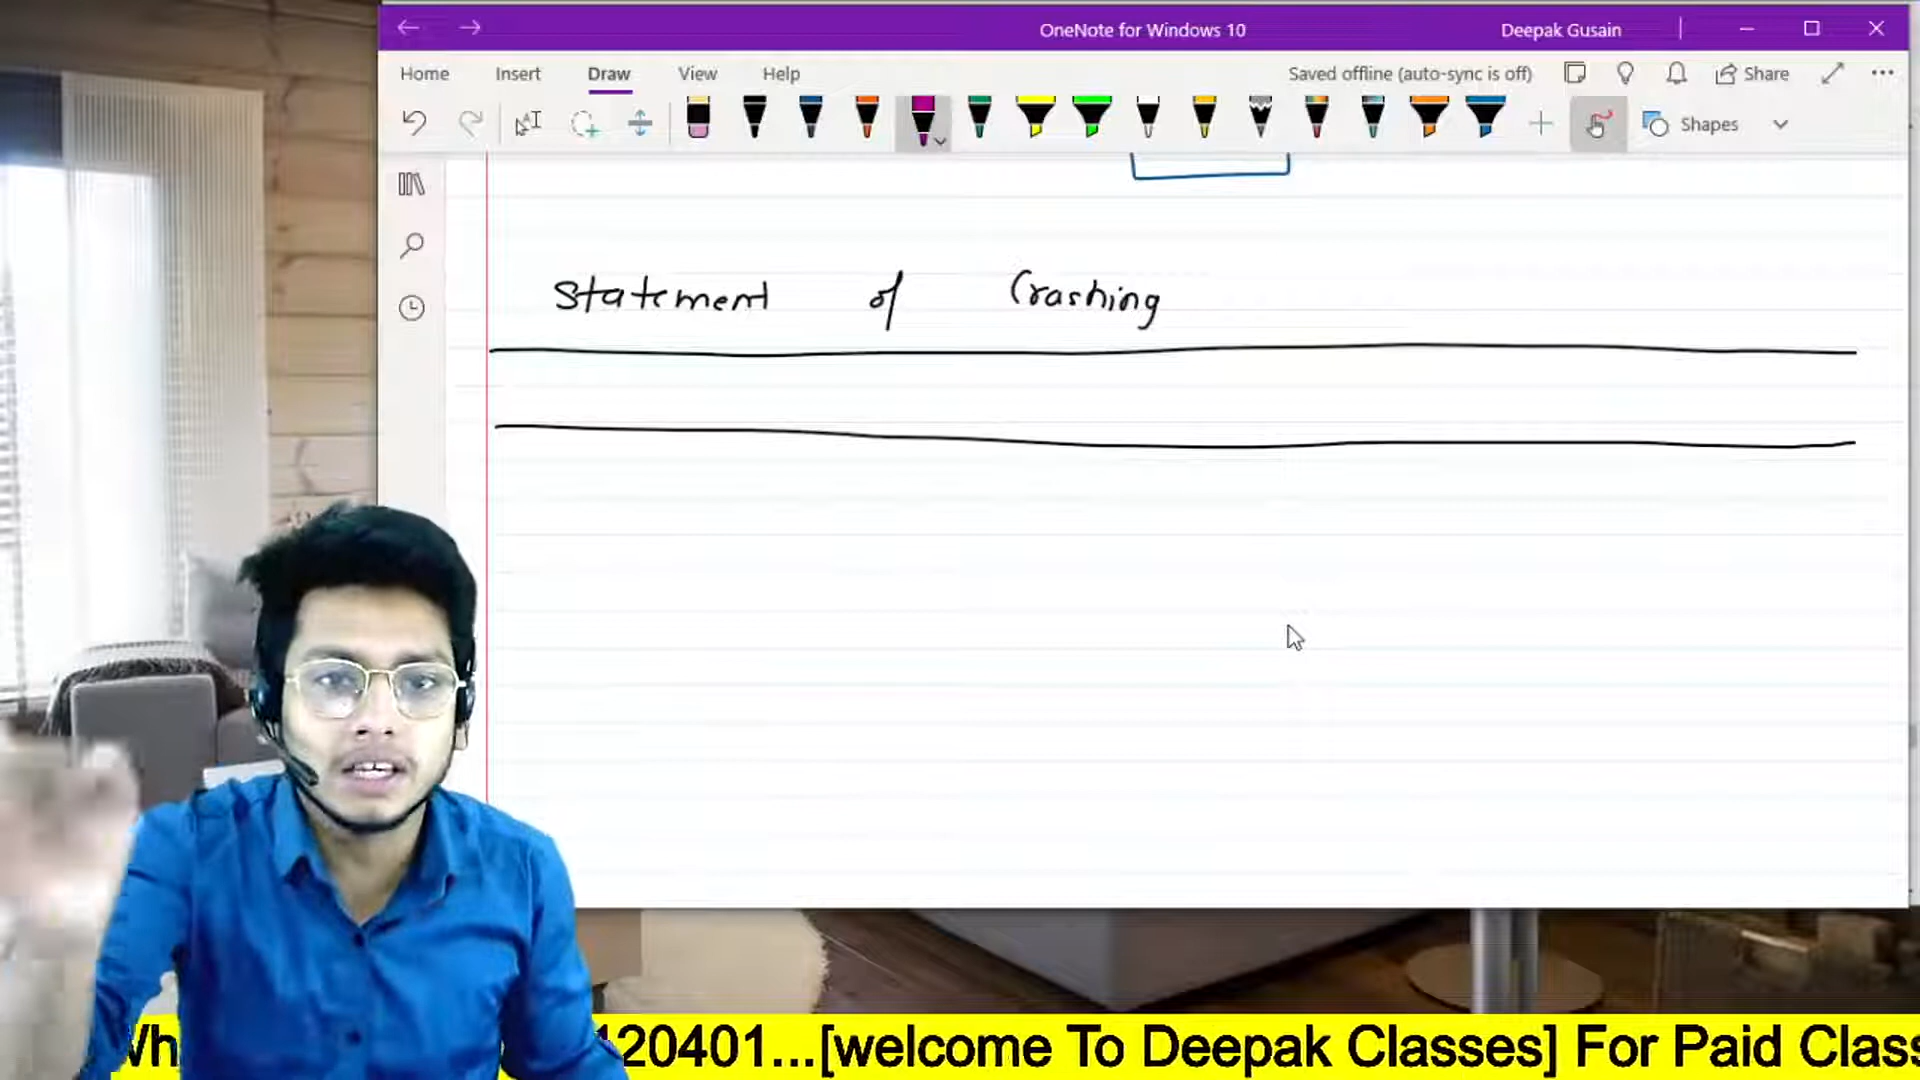 OneNote for Windows 10 Deepak Gusain
Home Insert Draw View Help Saved offline (auto-sync is off) Share
Shapes
Statement of Crashing
120401...[welcome To Deepak Classes] For Paid Class